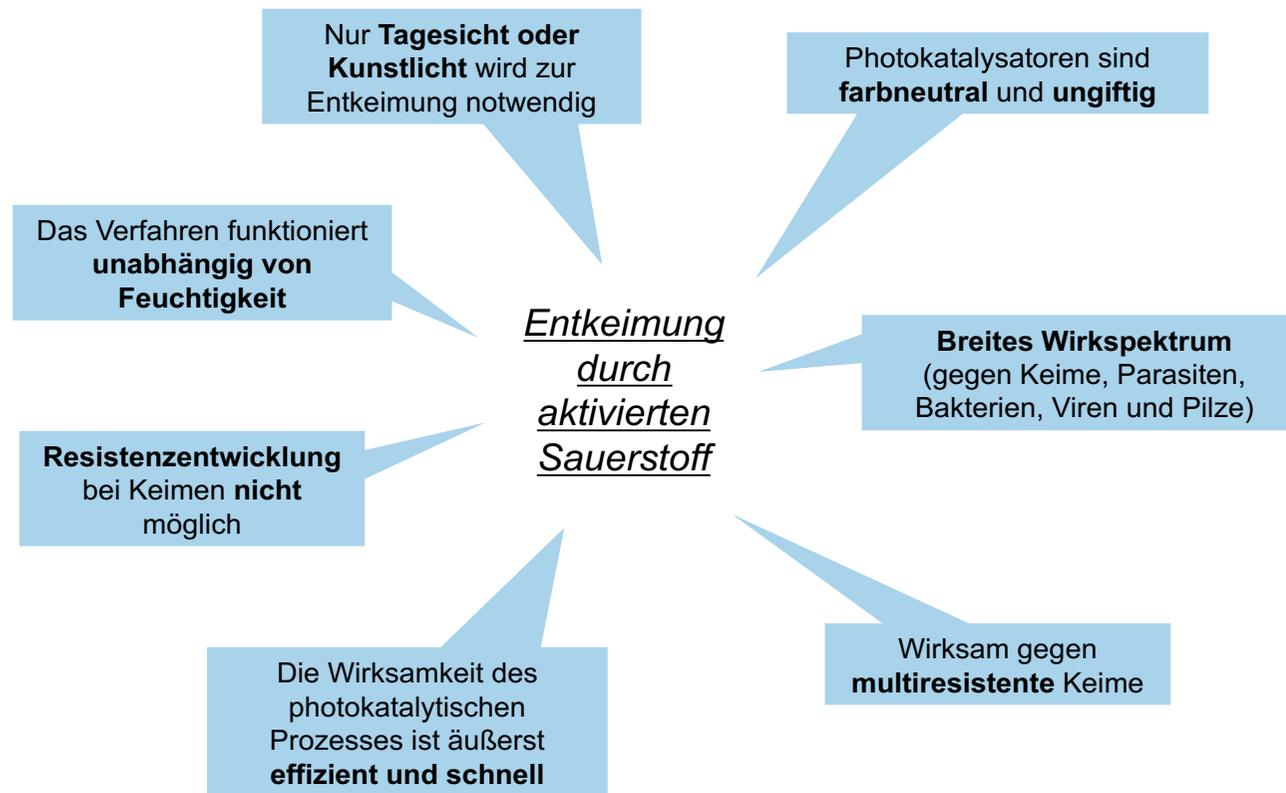 Nur Tagesicht oder
Kunstlicht wird zur
Entkeimung notwendig
Photokatalysatoren sind
farbneutral und ungiftig
Das Verfahren funktioniert
unabhängig von
Feuchtigkeit
Entkeimung
durch
aktivierten
Sauerstoff
Breites Wirkspektrum
(gegen Keime, Parasiten,
Bakterien, Viren und Pilze)
Resistenzentwicklung
bei Keimen nicht
möglich
Die Wirksamkeit des
photokatalytischen
Prozesses ist äußerst
effizient und schnell
Wirksam gegen
multiresistente Keime